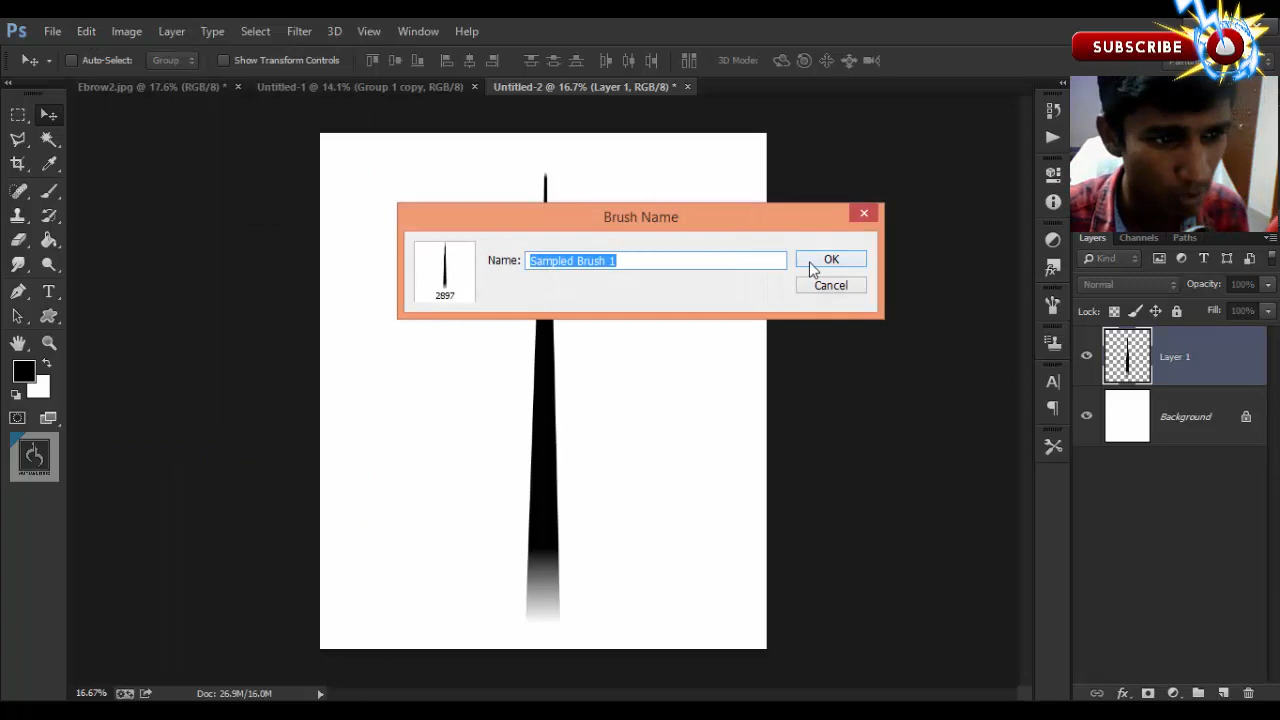 SUBSCRIBE
Ps File Edit Image Layer Type Select Filter 3D View Window Help
Auto-Select: Group Show Transform Controls 3D Mode:
Ebrow2.jpg @ 17.6% (RGB/8) * × Untitled-1 @ 14.1% (Group 1 copy, RGB/8) × Untitled-2 @ 16.7% (Layer 1, RGB/8) * ×
Brush Name
Name: Sampled Brush 1 OK
2897
Cancel
Layers Channels Paths
Kind
Normal Opacity: 100%
Lock: Fill: 100%
Layer 1
Background
16.67% Doc: 26.9M/16.0M